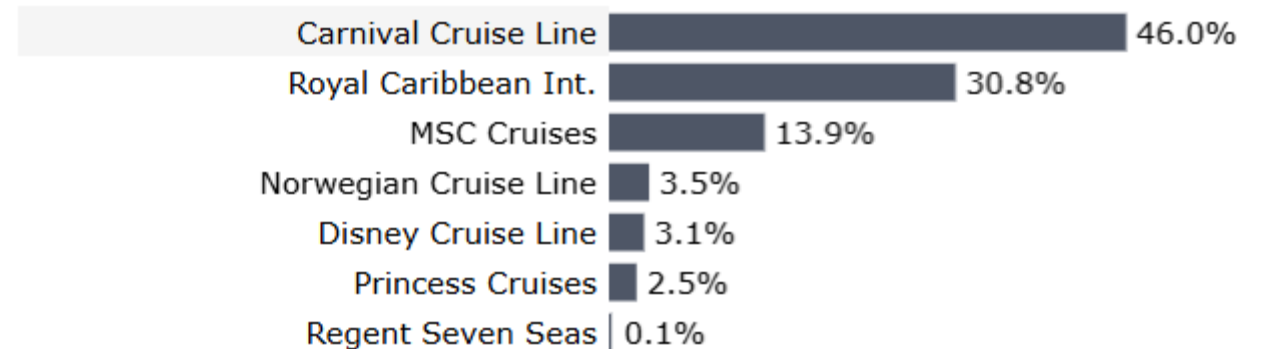 Carnival Cruise Line 46.0%
Royal Caribbean Int. 30.8%
MSC Cruises 13.9%
Norwegian Cruise Line 3.5%
Disney Cruise Line 3.1%
Princess Cruises 2.5%
Regent Seven Seas 0.1%